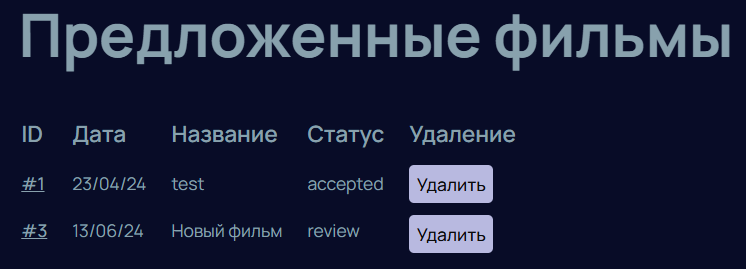 Предложенные фильмы
ID Дата Название Статус Удаление
#1 23/04/24 test accepted Удалить
#3 13/06/24 Новый фильм review Удалить